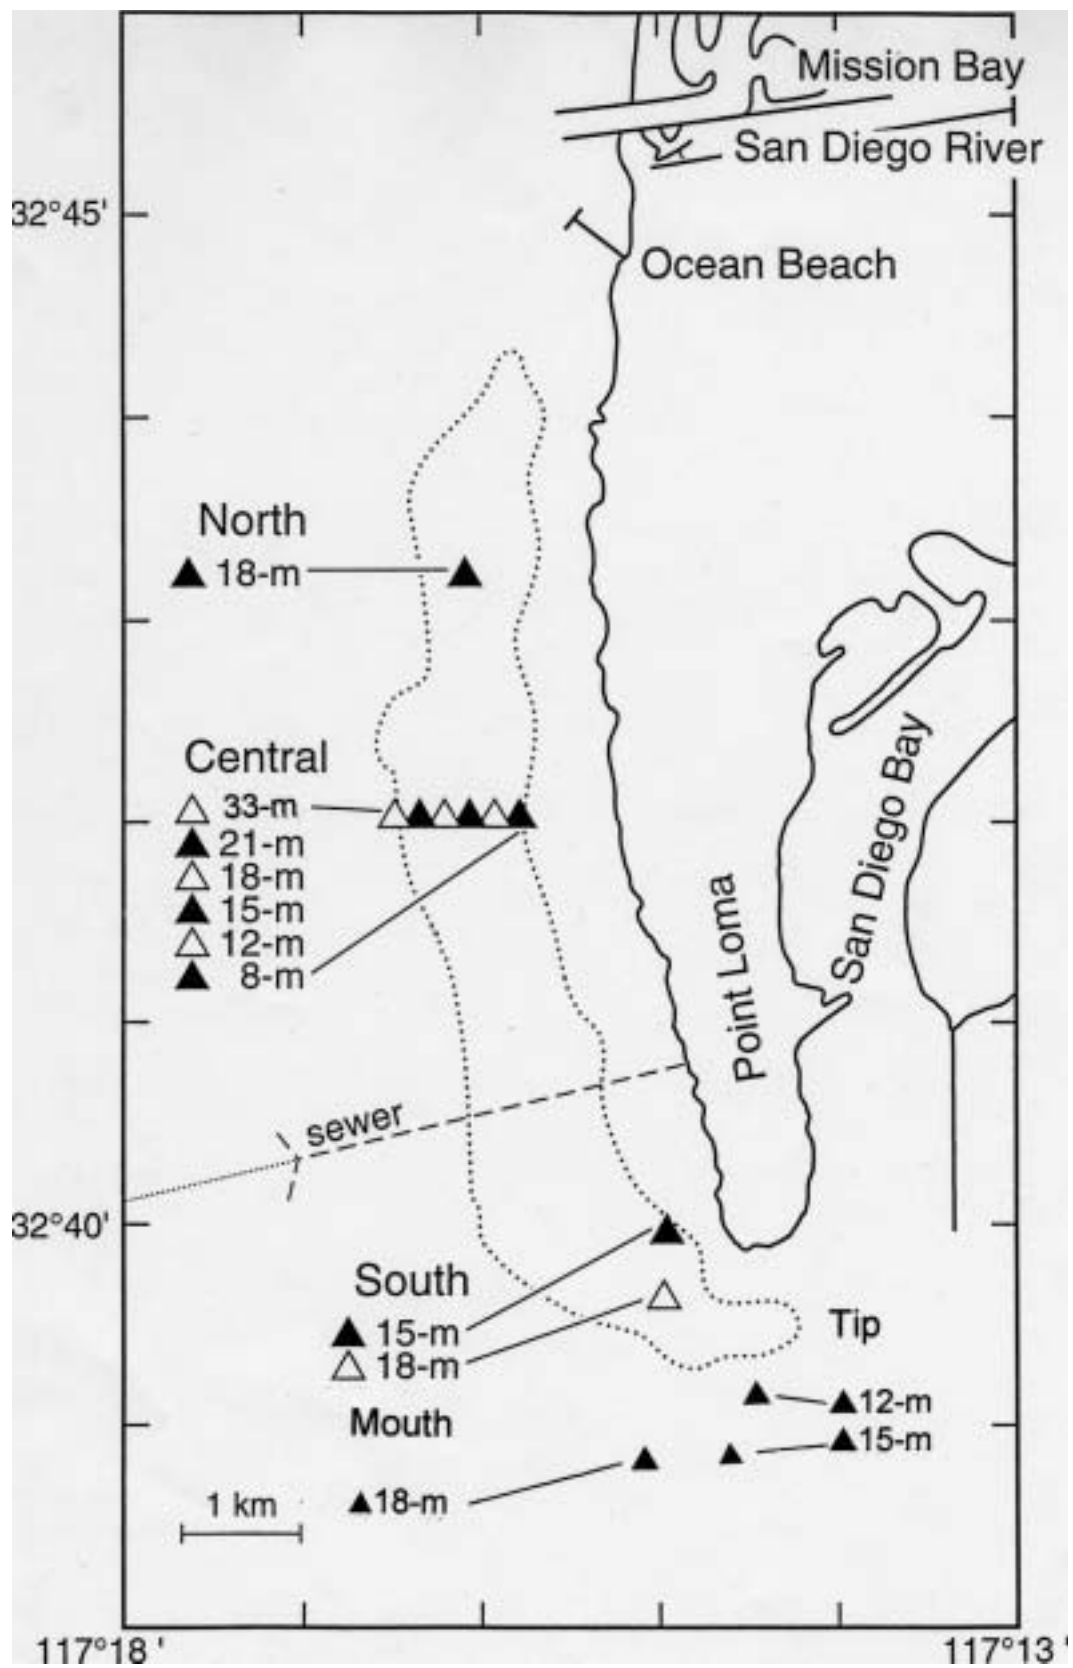 Mission Bay
San Diego River
32°45'
Ocean Beach
North
18-m
Central
33-m
21-m
18-m
15-m
12-m
8-m
San Diego Bay
Point Loma
sewer
32°40'
South
15-m
18-m
Tip
12-m
15-m
Mouth
18-m
1 km
117°18'
117°13'